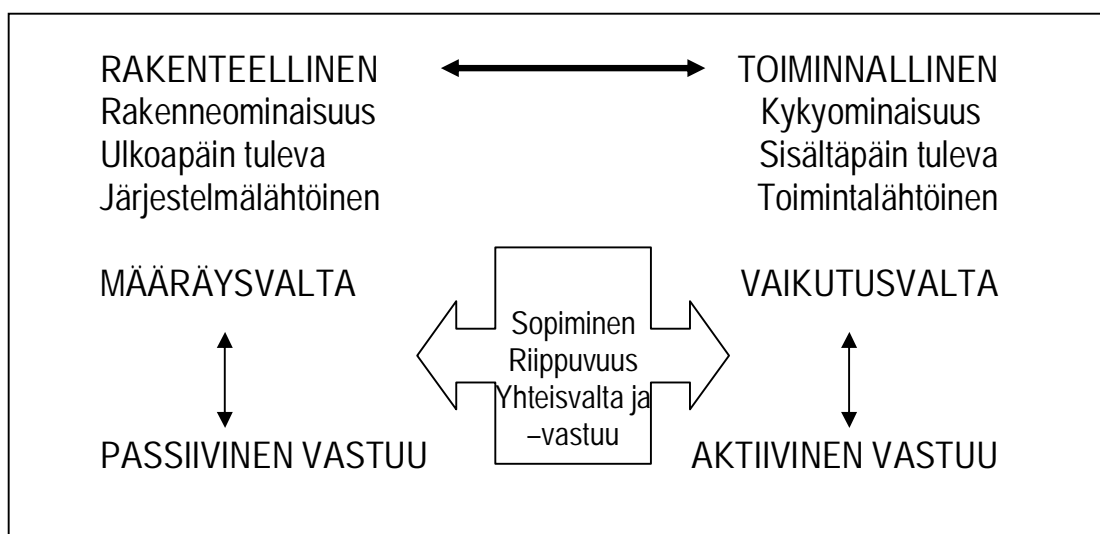 RAKENTEELLINEN
Rakenneominaisuus
Ulkoapäin tuleva
Järjestelmälähtöinen
TOIMINNALLINEN
Kykyominaisuus
Sisältäpäin tuleva
Toimintalähtöinen
MÄÄRÄYSVALTA
VAIKUTUSVALTA
Sopiminen
Riippuvuus
Yhteisvalta ja
–vastuu
PASSIIVINEN VASTUU
AKTIIVINEN VASTUU